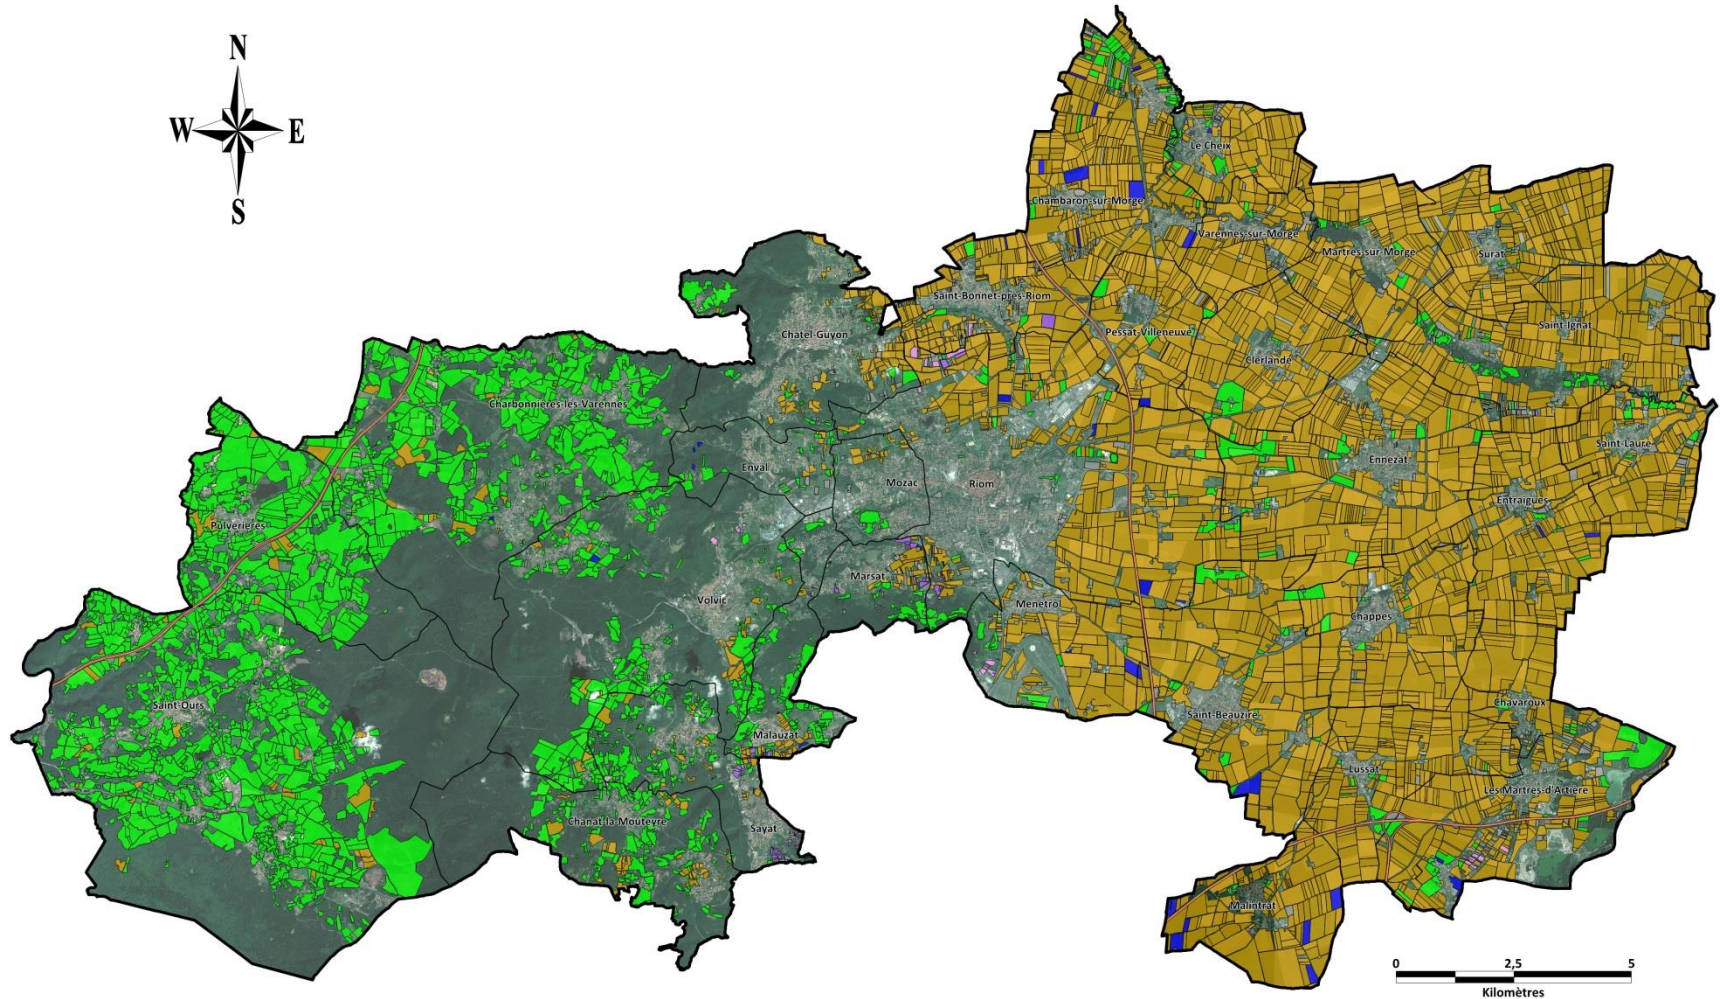 N
W
E
S
Le Cheix
Chambaron-sur-Morge
Varennes-sur-Morge
Martres-sur-Morge
Surat
Saint-Bonnet-pres-Riom
Chatel-Guyon
Pessat-Villeneuve
Saint-Ignat
Clerlande
Charbonnieres-les-Varennes
Saint-Laure
Ennezat
Enval
Mozac
Riom
Entraigues
Pulverieres
Marsat
Volvic
Menetrol
Chappes
Saint-Ours
Chavaroux
Saint-Beauzire
Malauzat
Lussat
Les Martres-d'Artiere
Chanat-la-Mouteyre
Sayat
Malintrat
0
2,5
5
Kilomètres